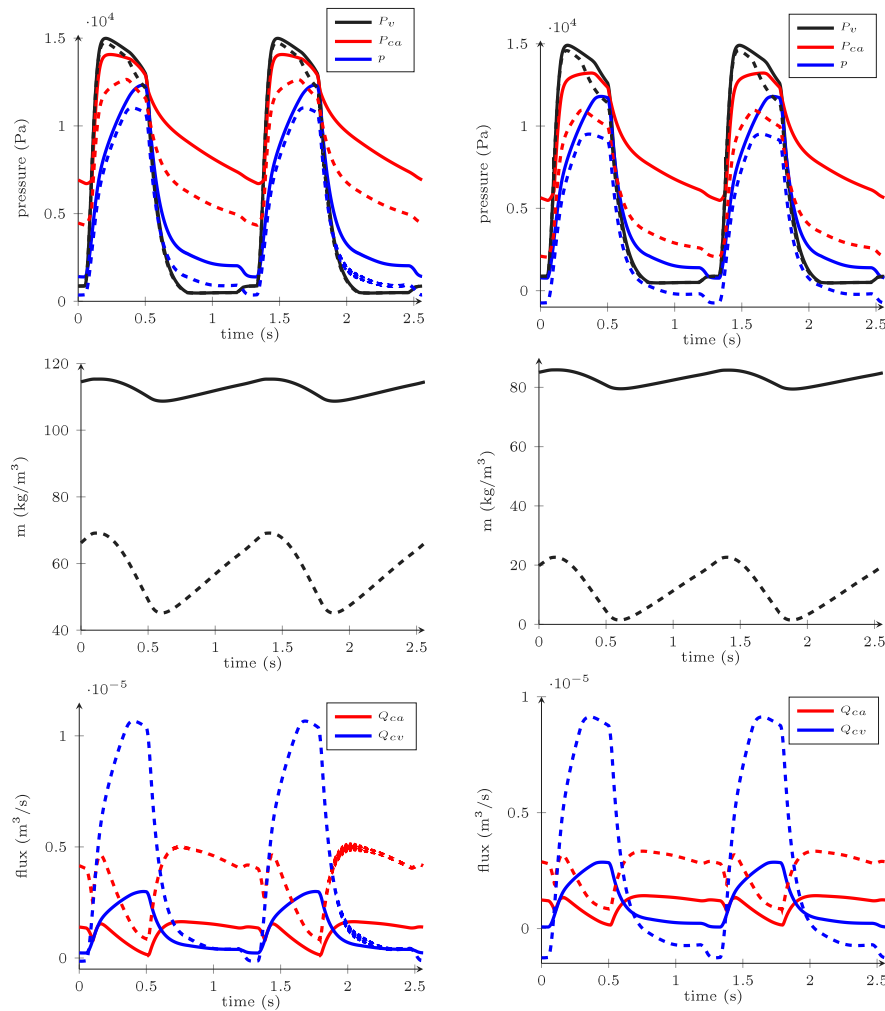 ·10⁴
P_v
P_ca
p
1.5
1
0.5
0
pressure (Pa)
0.5
1
1.5
2
2.5
time (s)
·10⁴
P_v
P_ca
p
1.5
1
0.5
0
pressure (Pa)
0
0.5
1
1.5
2
2.5
time (s)
120
100
80
60
40
m (kg/m³)
0
0.5
1
1.5
2
2.5
time (s)
80
60
40
20
0
m (kg/m³)
0
0.5
1
1.5
2
2.5
time (s)
·10⁻⁵
Q_ca
Q_cv
1
0.5
0
flux (m³/s)
0
0.5
1
1.5
2
2.5
time (s)
·10⁻⁵
Q_ca
Q_cv
1
0.5
0
flux (m³/s)
0
0.5
1
1.5
2
2.5
time (s)